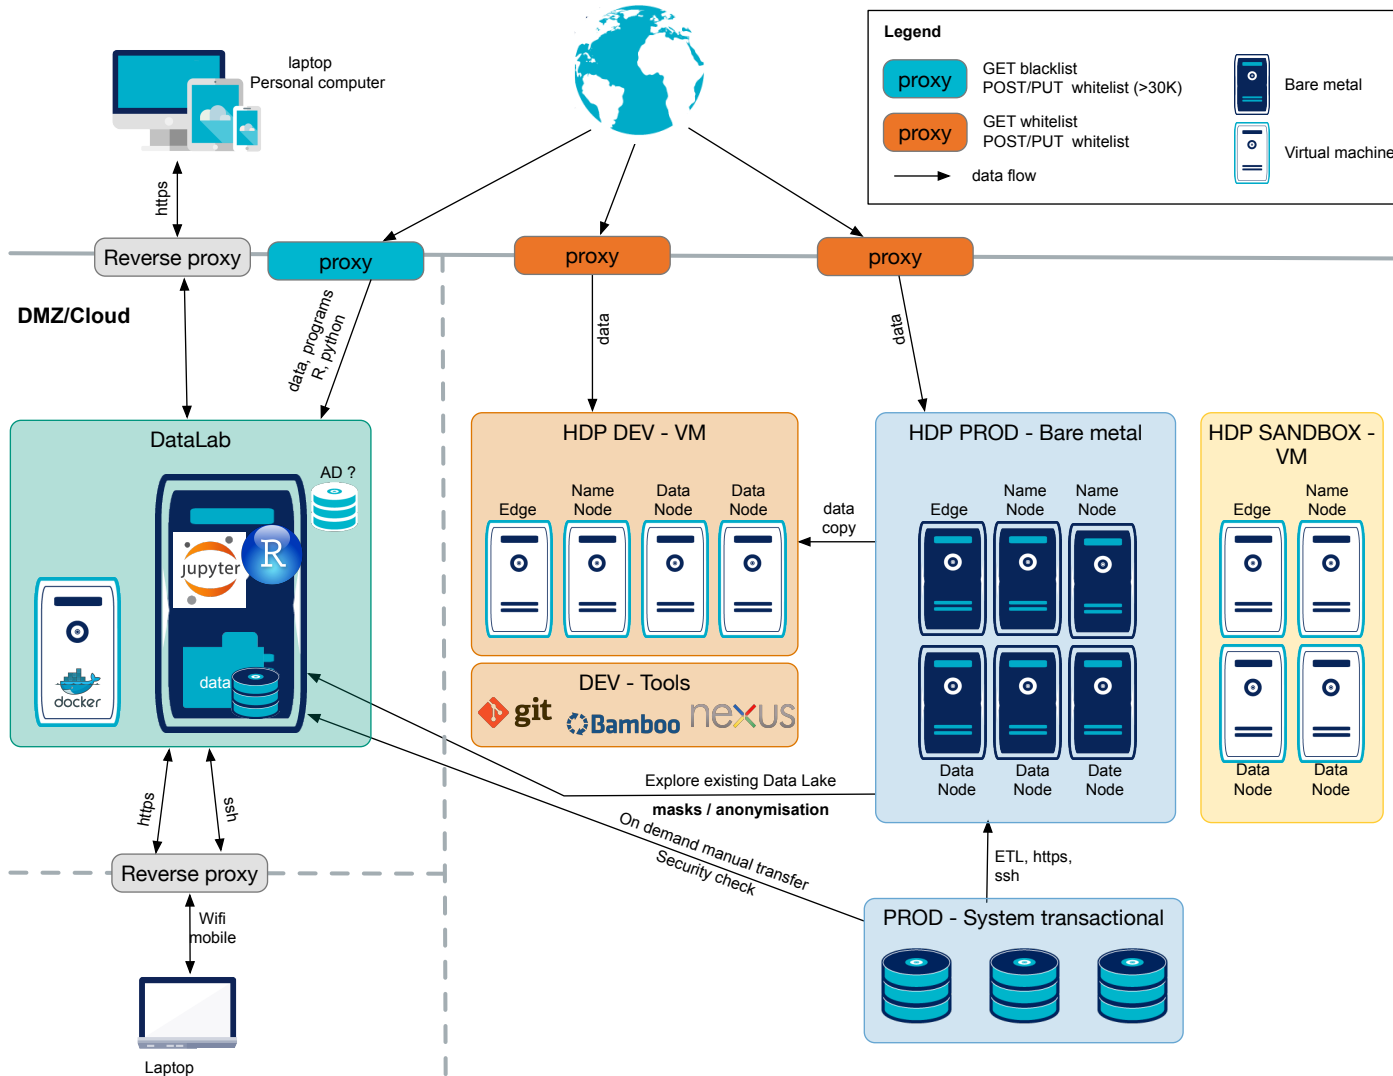 laptop
Personal computer
Legend
proxy
GET blacklist
POST/PUT whitelist (>30K)
proxy
GET whitelist
POST/PUT whitelist
data flow
Bare metal
Virtual machine
https
Reverse proxy
proxy
proxy
proxy
DMZ/Cloud
data, programs
R, python
data
data
DataLab
AD ?
jupyter
R
docker
data
HDP DEV - VM
Edge
Name
Node
Data
Node
Data
Node
data
copy
HDP PROD - Bare metal
Edge
Name
Node
Name
Node
Data
Node
Data
Node
Date
Node
HDP SANDBOX -
VM
Edge
Name
Node
Data
Node
Data
Node
DEV - Tools
git
Bamboo
nexus
Explore existing Data Lake
masks / anonymisation
On demand manual transfer
Security check
ETL, https,
ssh
PROD - System transactional
https
ssh
Reverse proxy
Wifi
mobile
Laptop